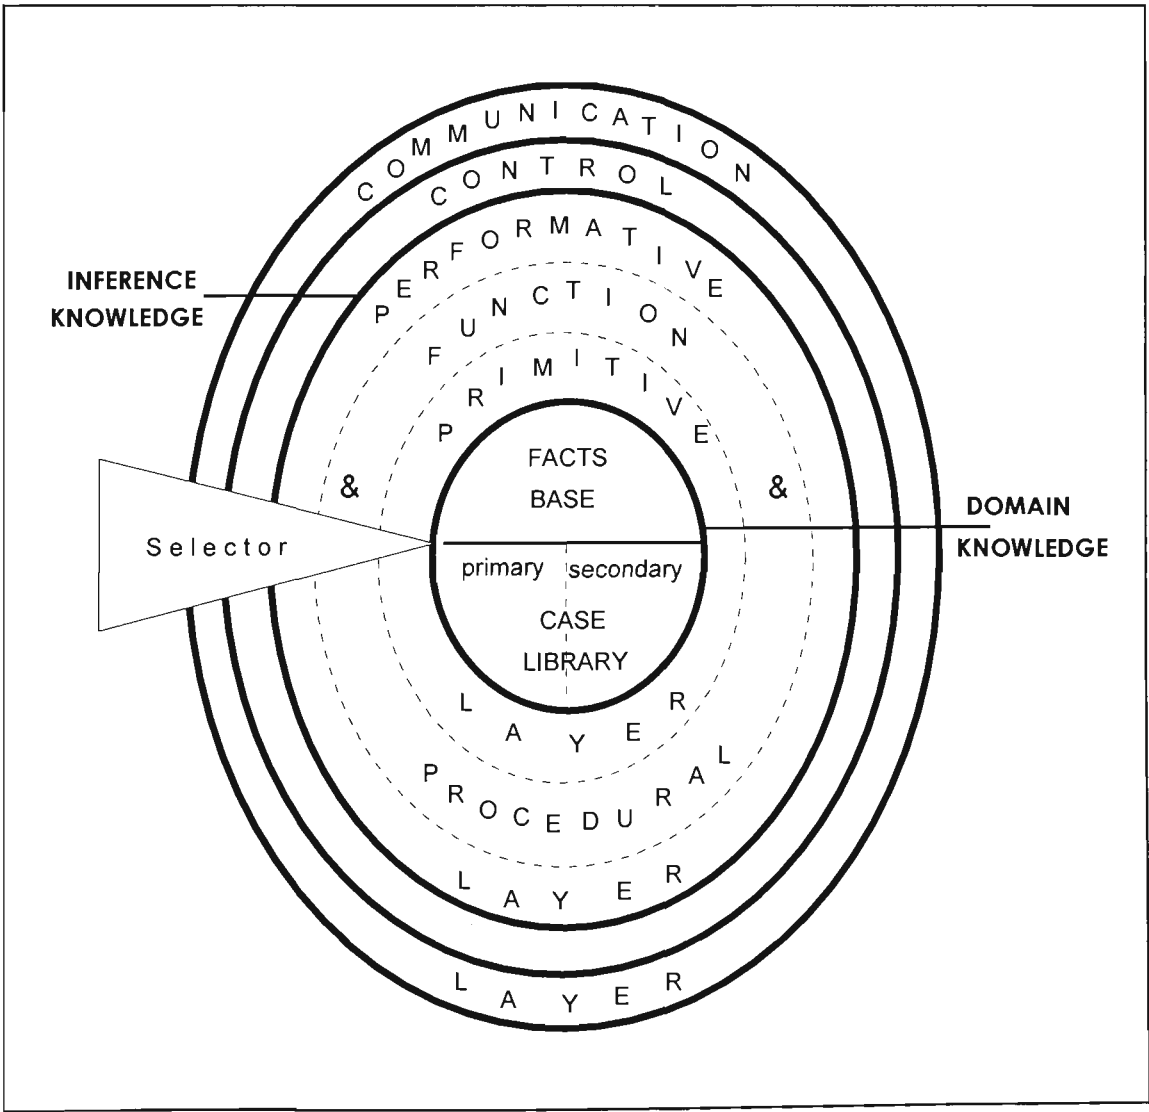 COMMUNICATION
CONTROL
PERFORMATIVE
FUNCTION
PRIMITIVE
INFERENCE
KNOWLEDGE
FACTS
BASE
&
&
DOMAIN
KNOWLEDGE
Selector
primary secondary
CASE
LIBRARY
LAYER
PROCEDURAL
LAYER
LAYER